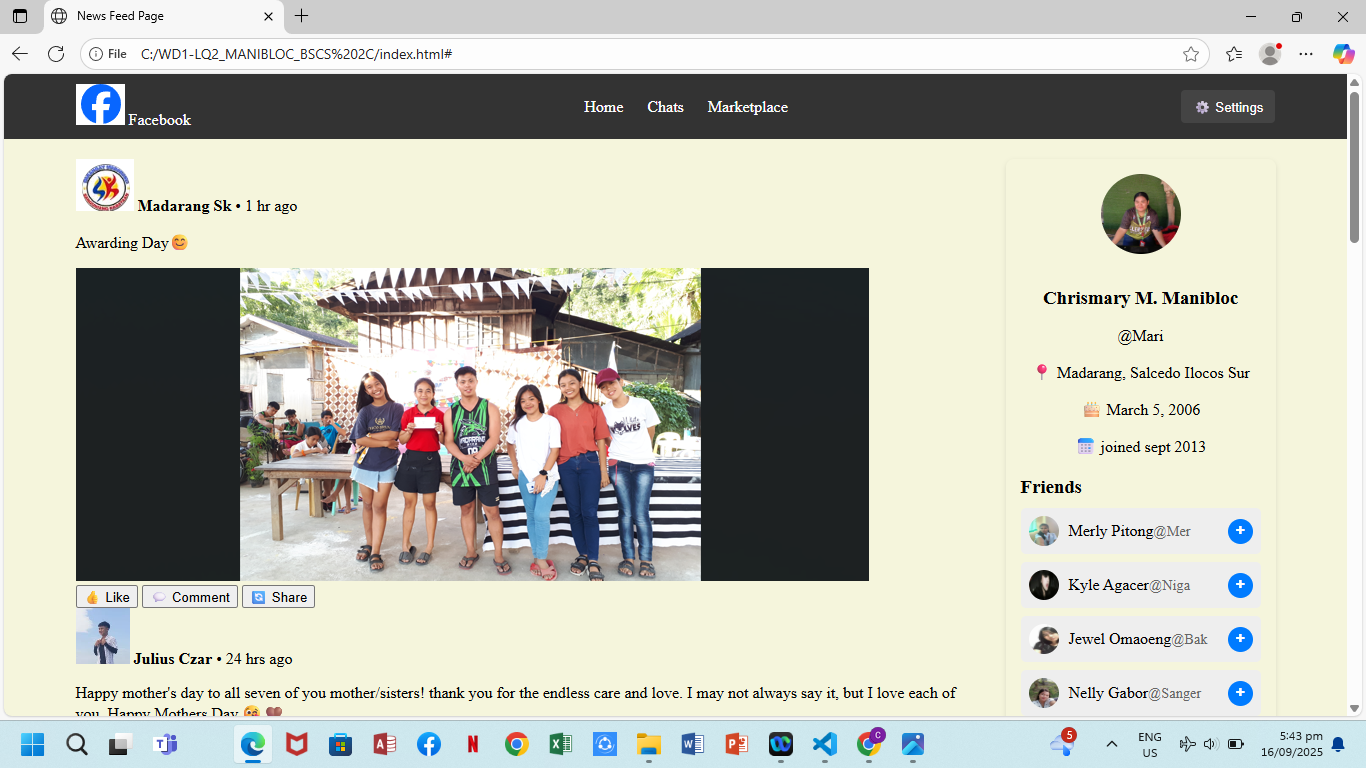 News Feed Page
File C:/WD1-LQ2_MANIBLOC_BSCS%202C/index.html#
Facebook
Home Chats Marketplace
⚙ Settings
Madarang Sk • 1 hr ago
Awarding Day😊
👍 Like 💬 Comment 🔄 Share
Julius Czar • 24 hrs ago
Happy mother's day to all seven of you mother/sisters! thank you for the endless care and love. I may not always say it, but I love each of
you. Happy Mothers Day
Chrismary M. Manibloc
@Mari
📍 Madarang, Salcedo Ilocos Sur
🎂 March 5, 2006
📅 joined sept 2013
Friends
Merly Pitong@Mer +
Kyle Agacer@Niga +
Jewel Omaoeng@Bak +
Nelly Gabor@Sanger +
5
C
ENG
US
5:43 pm
16/09/2025